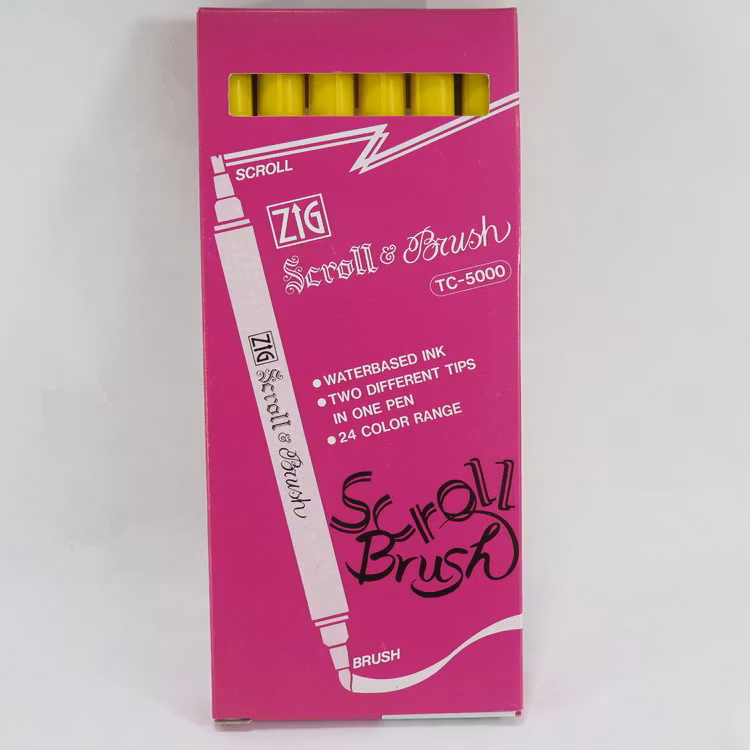 SCROLL
ZIG
Scroll & Brush
TC-5000
ZIG Scroll & Brush
● WATERBASED INK
● TWO DIFFERENT TIPS
IN ONE PEN
● 24 COLOR RANGE
Scroll
Brush
BRUSH